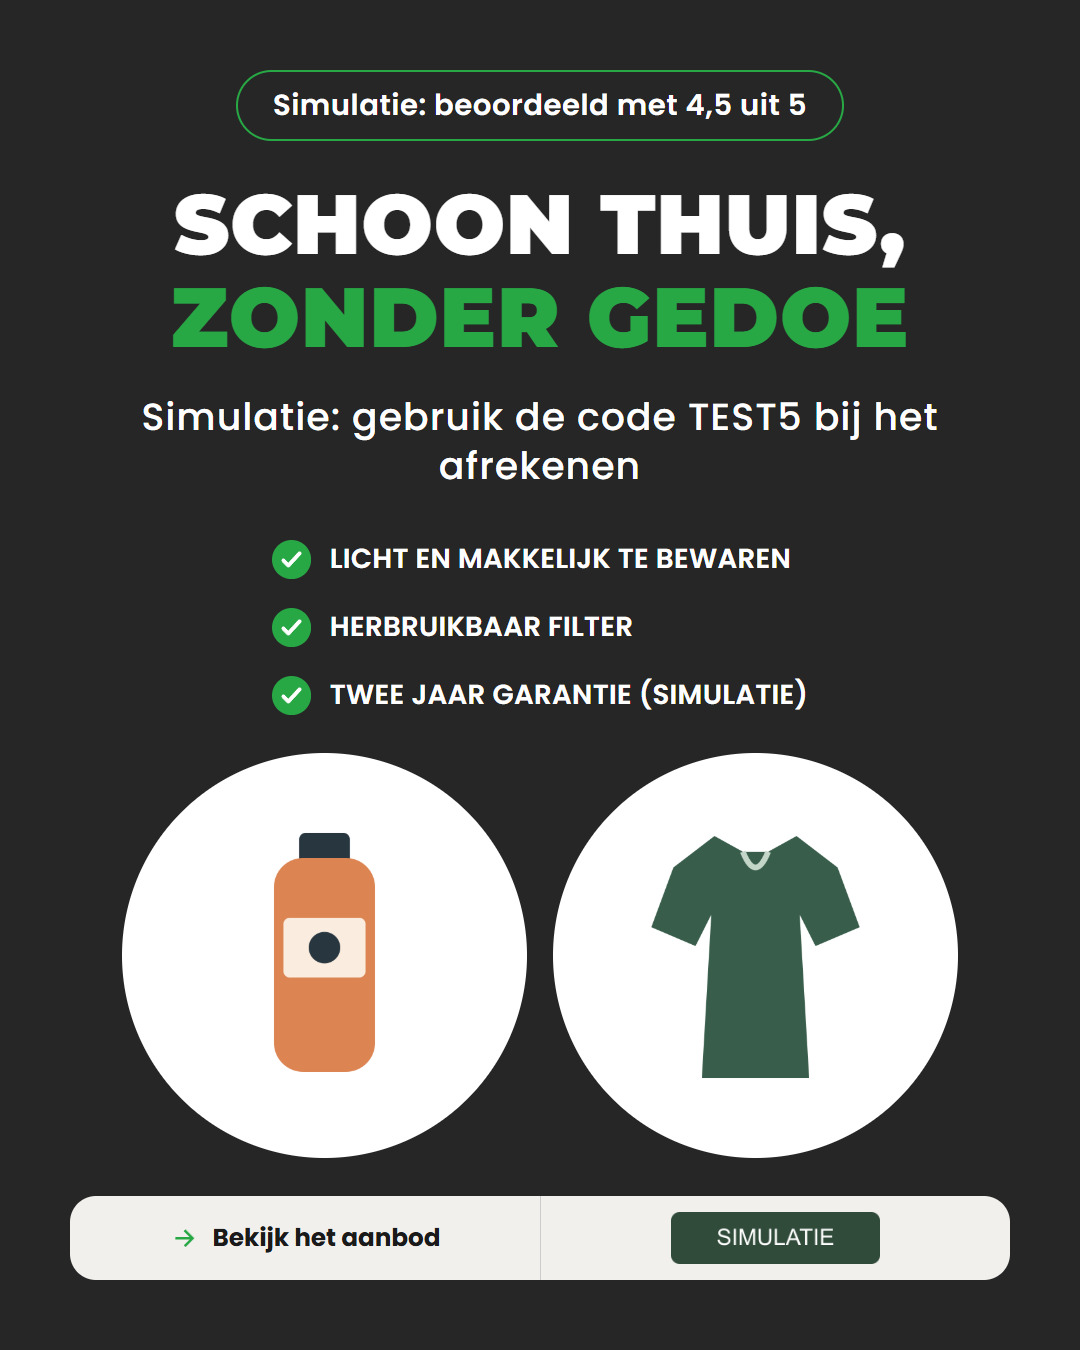 Simulatie: beoordeeld met 4,5 uit 5
SCHOON THUIS,
ZONDER GEDOE
Simulatie: gebruik de code TEST5 bij het
afrekenen
LICHT EN MAKKELIJK TE BEWAREN
HERBRUIKBAAR FILTER
TWEE JAAR GARANTIE (SIMULATIE)
Bekijk het aanbod
SIMULATIE